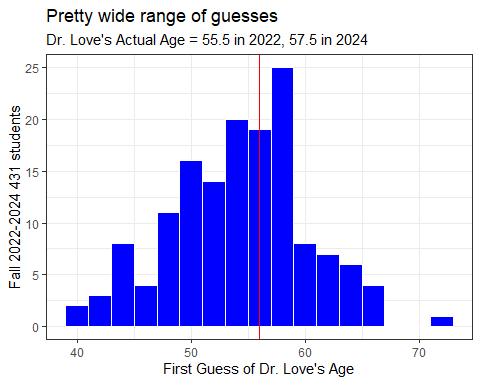 Pretty wide range of guesses
Dr. Love's Actual Age = 55.5 in 2022, 57.5 in 2024
25
20
15
10
5
0
Fall 2022-2024 431 students
40 50 60 70
First Guess of Dr. Love's Age